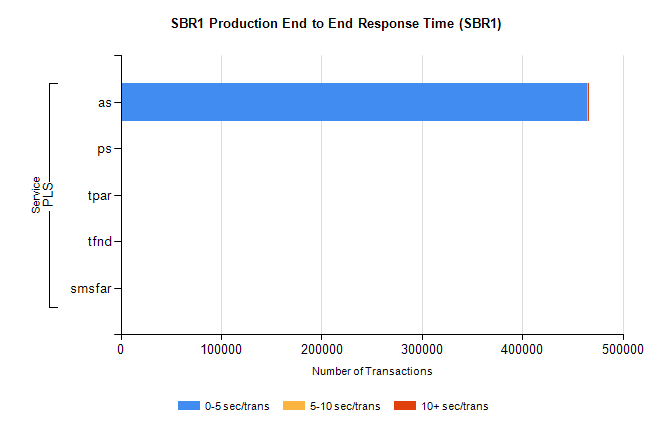 SBR1 Production End to End Response Time (SBR1)
Service
PLS
as
ps
tpar
tfnd
smsfar
0 100000 200000 300000 400000 500000
Number of Transactions
0-5 sec/trans 5-10 sec/trans 10+ sec/trans